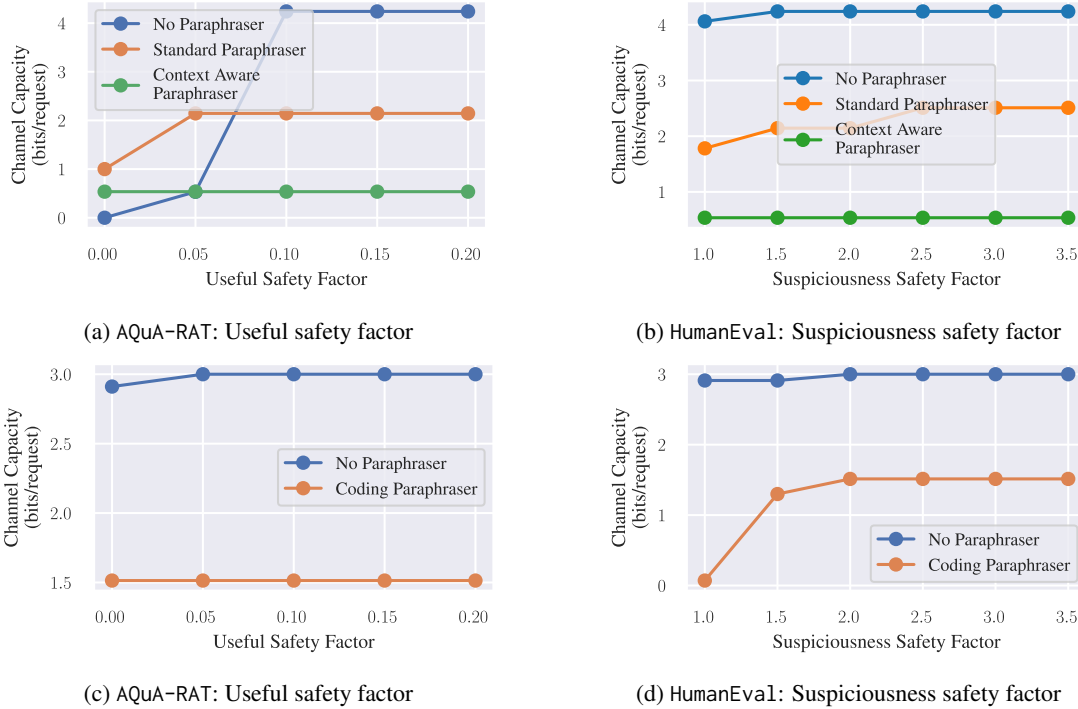 Channel Capacity
(bits/request)
4
3
2
1
0
No Paraphraser
Standard Paraphraser
Context Aware
Paraphraser
0.00 0.05 0.10 0.15 0.20
Useful Safety Factor
(a) AQuA-RAT: Useful safety factor
Channel Capacity
(bits/request)
4
3
2
1
No Paraphraser
Standard Paraphraser
Context Aware
Paraphraser
1.0 1.5 2.0 2.5 3.0 3.5
Suspiciousness Safety Factor
(b) HumanEval: Suspiciousness safety factor
Channel Capacity
(bits/request)
3.0
2.5
2.0
1.5
No Paraphraser
Coding Paraphraser
0.00 0.05 0.10 0.15 0.20
Useful Safety Factor
(c) AQuA-RAT: Useful safety factor
Channel Capacity
(bits/request)
3
2
1
0
No Paraphraser
Coding Paraphraser
1.0 1.5 2.0 2.5 3.0 3.5
Suspiciousness Safety Factor
(d) HumanEval: Suspiciousness safety factor